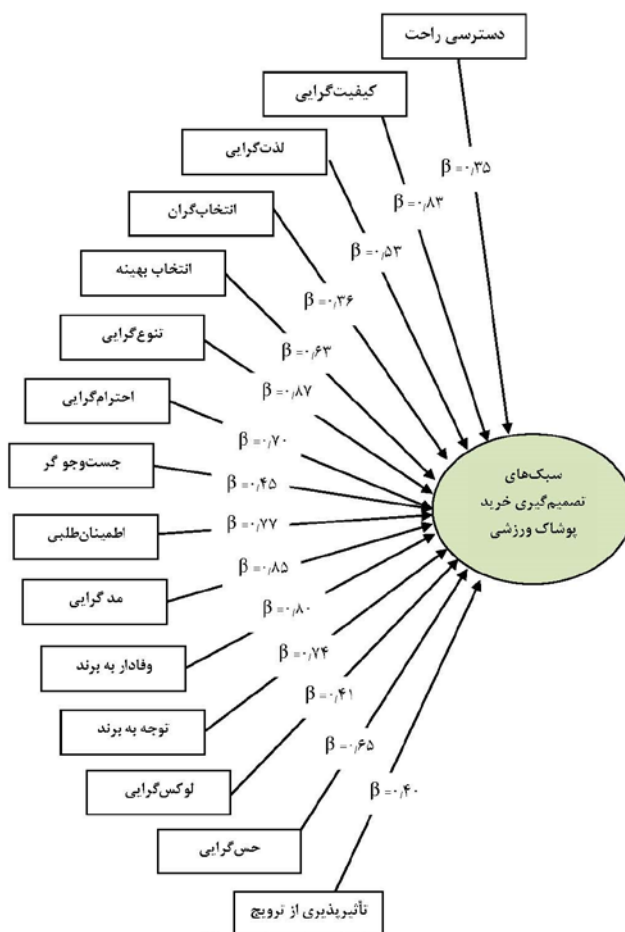 دسترسی راحت
کیفیت‌گرایی
لذت‌گرایی
انتخاب‌گران
انتخاب بهینه
تنوع‌گرایی
احترام‌گرایی
جست‌وجو گر
اطمینان‌طلبی
مد گرایی
وفادار به برند
توجه به برند
لوکس‌گرایی
حس‌گرایی
تأثیرپذیری از ترویج
β =۰٫۳۵
β =۰٫۸۳
β =۰٫۵۳
β =۰٫۳۶
β =۰٫۶۳
β =۰٫۸۷
β =۰٫۷۰
β =۰٫۴۵
β =۰٫۷۷
β =۰٫۸۵
β =۰٫۸۰
β =۰٫۷۴
β =۰٫۴۱
β =۰٫۶۵
β =۰٫۴۰
سبک‌های
تصمیم‌گیری خرید
پوشاک ورزشی